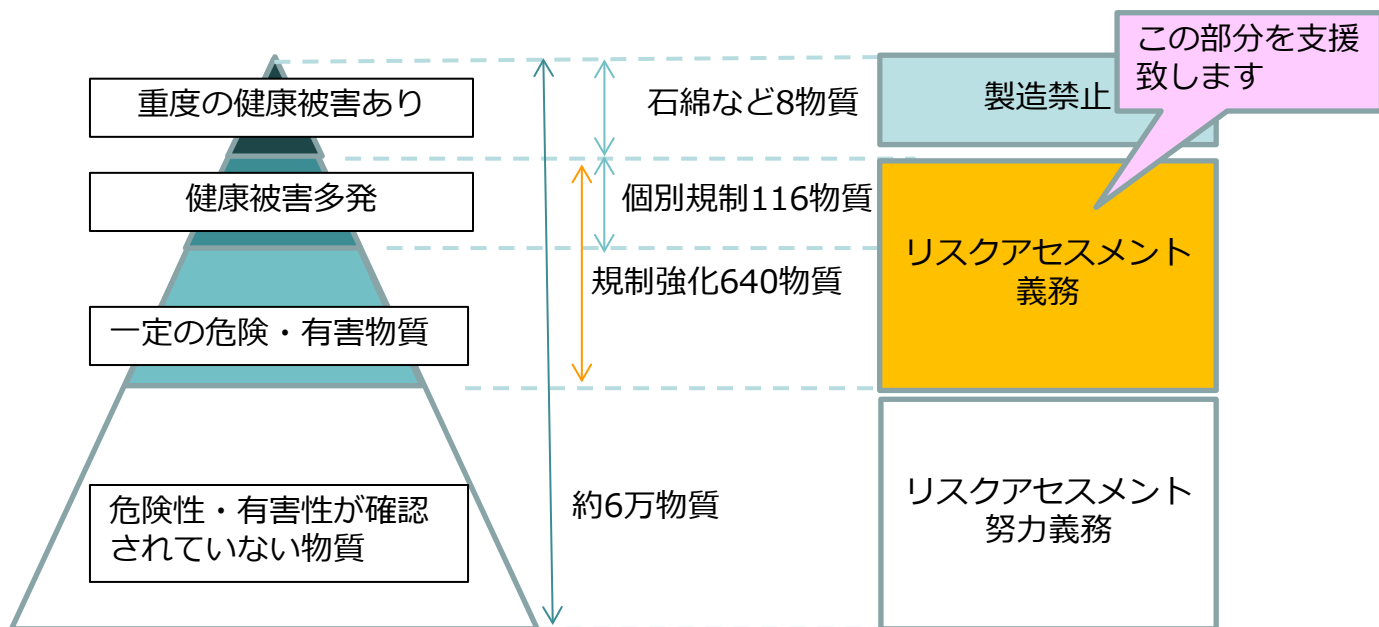 この部分を支援
致します
重度の健康被害あり
石綿など8物質
製造禁止
健康被害多発
個別規制116物質
リスクアセスメント
義務
規制強化640物質
一定の危険・有害物質
危険性・有害性が確認
されていない物質
約6万物質
リスクアセスメント
努力義務